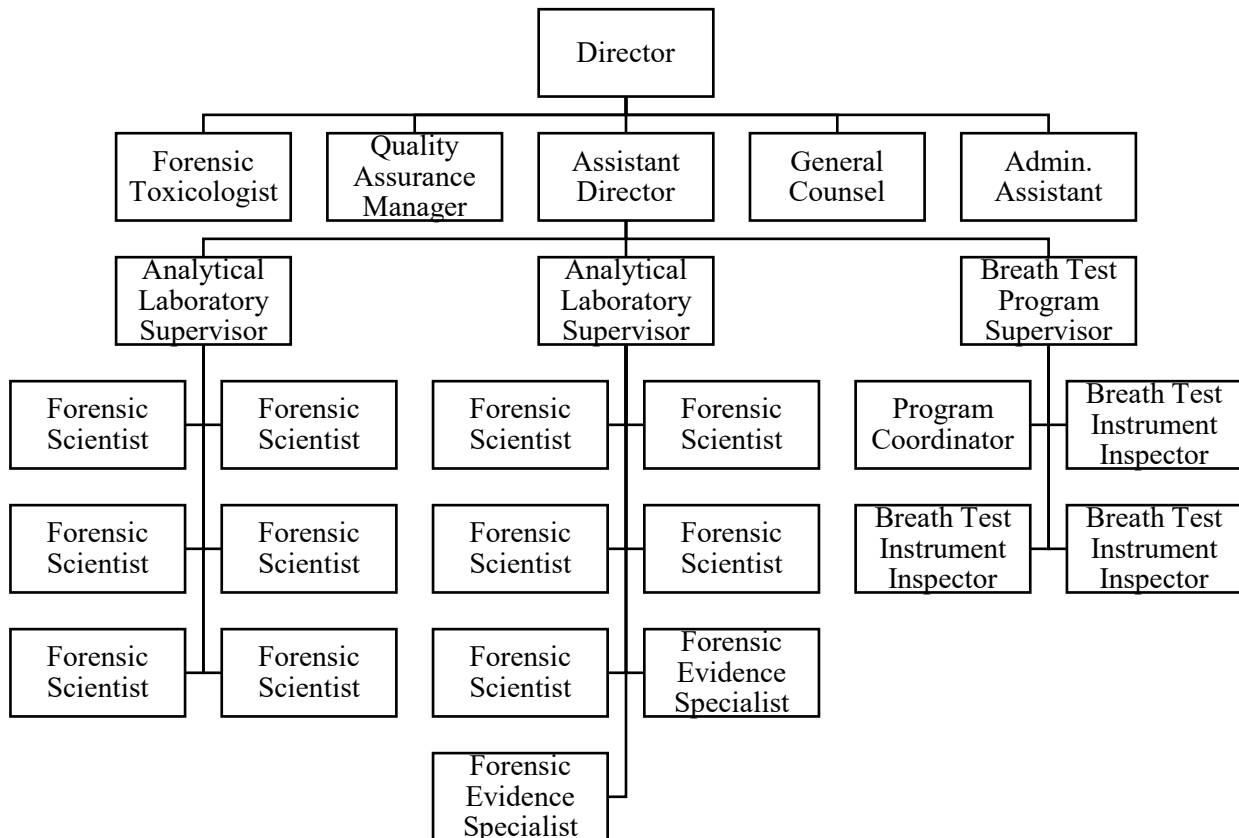 Director
Forensic
Toxicologist
Quality
Assurance
Manager
Assistant
Director
General
Counsel
Admin.
Assistant
Analytical
Laboratory
Supervisor
Analytical
Laboratory
Supervisor
Breath Test
Program
Supervisor
Forensic
Scientist
Forensic
Scientist
Forensic
Scientist
Forensic
Scientist
Program
Coordinator
Breath Test
Instrument
Inspector
Forensic
Scientist
Forensic
Scientist
Forensic
Scientist
Forensic
Scientist
Breath Test
Instrument
Inspector
Breath Test
Instrument
Inspector
Forensic
Scientist
Forensic
Scientist
Forensic
Scientist
Forensic
Evidence
Specialist
Forensic
Evidence
Specialist